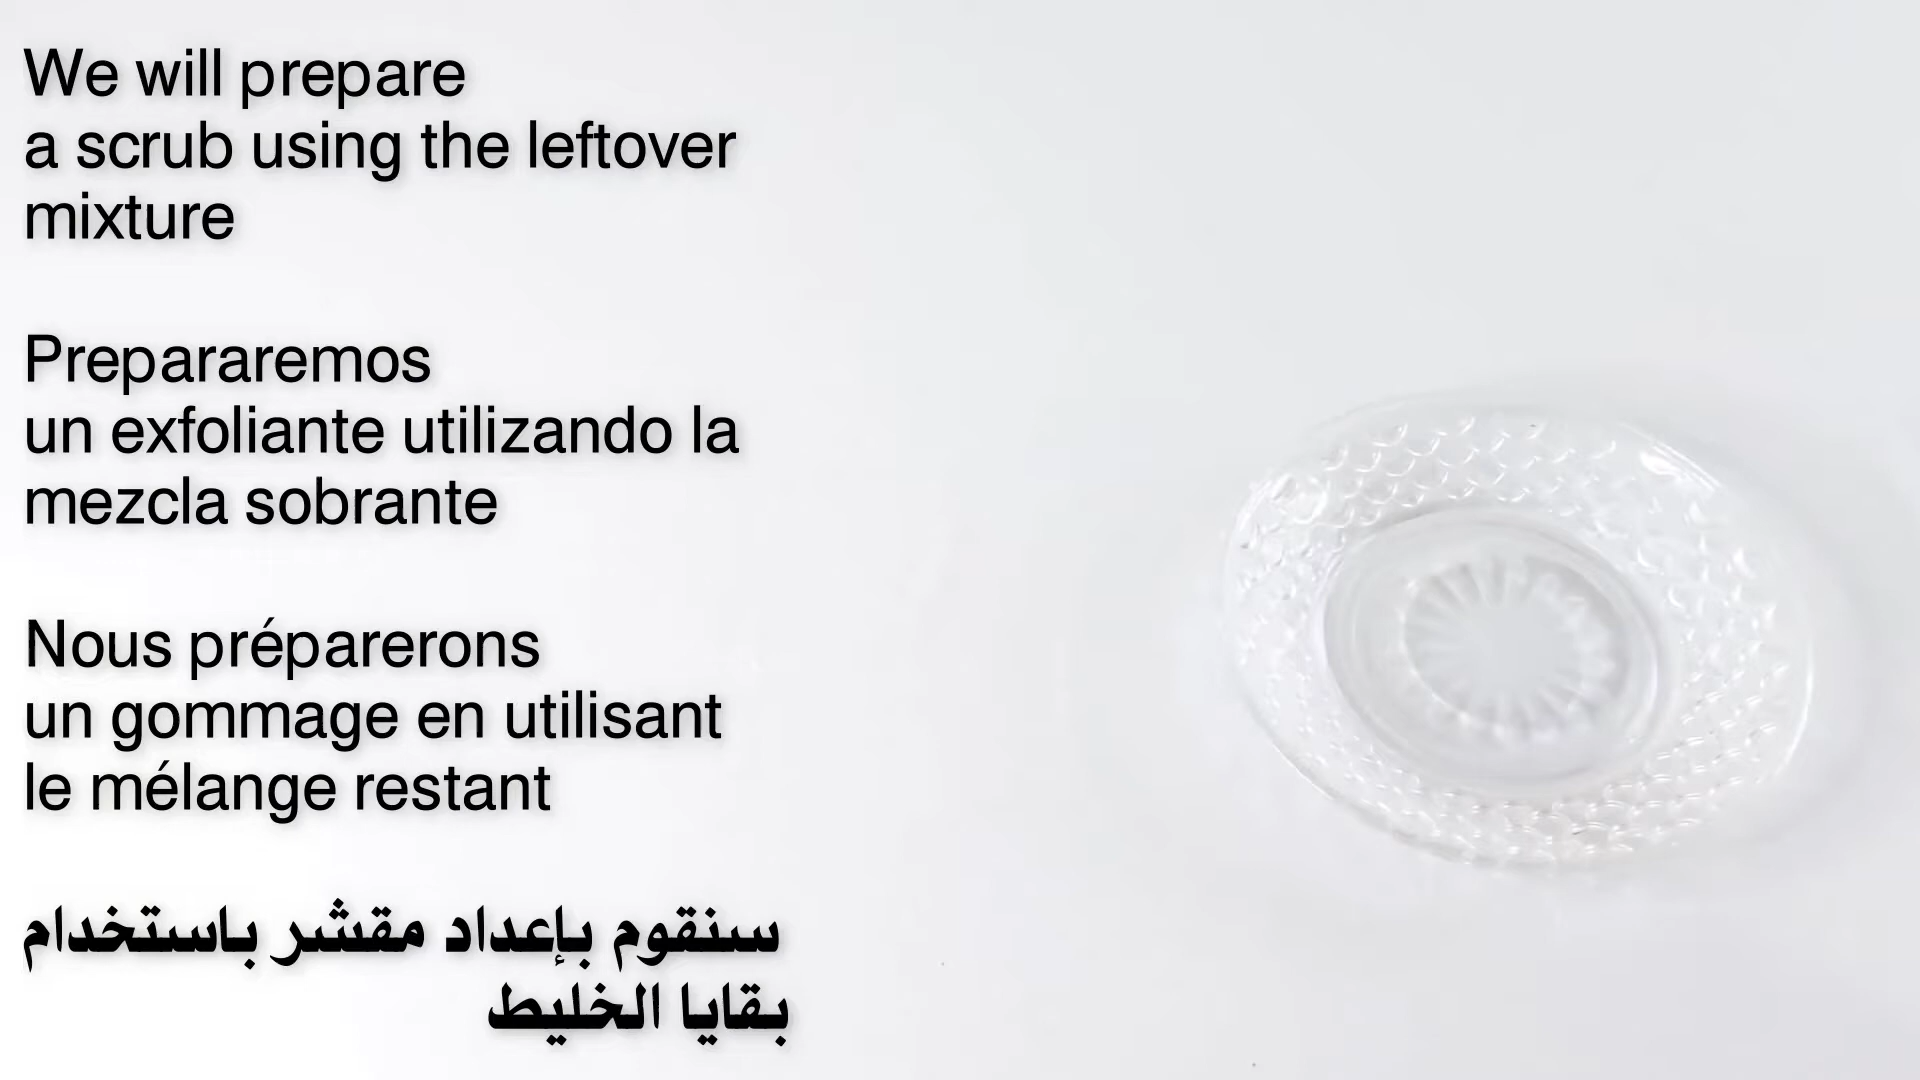 We will prepare
a scrub using the leftover
mixture
Prepararemos
un exfoliante utilizando la
mezcla sobrante
Nous préparerons
un gommage en utilisant
le mélange restant
سنقوم بإعداد مقشر باستخدام
بقايا الخليط